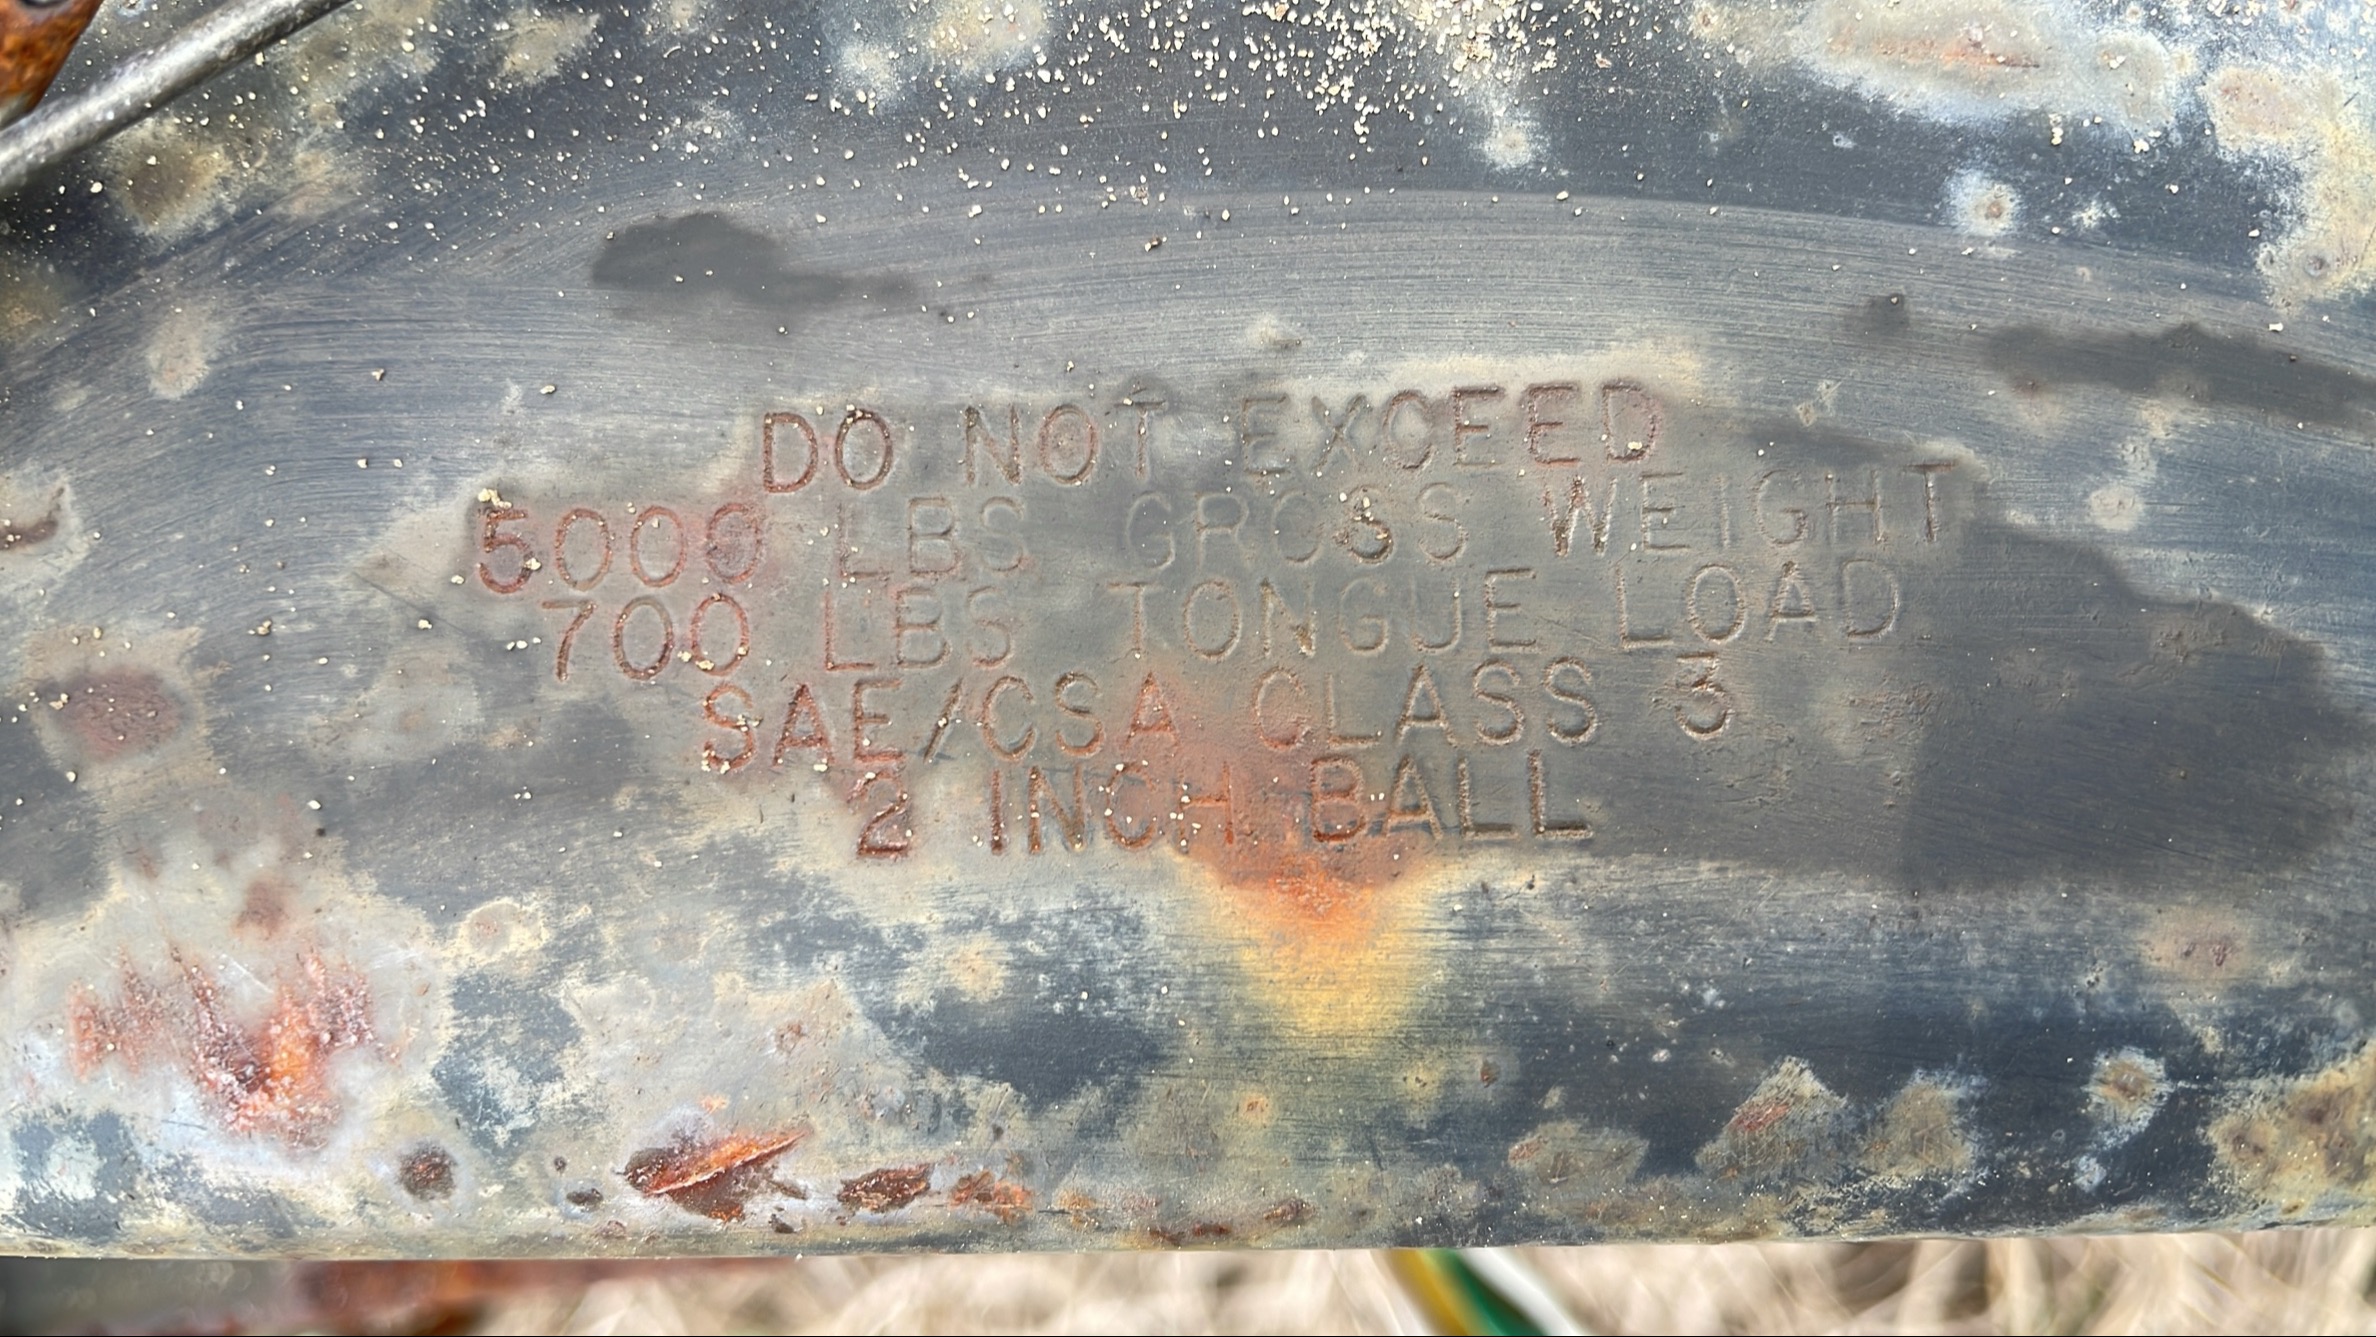 DO NOT EXCEED
5000 LBS GROSS WEIGHT
700 LBS TONGUE LOAD
SAE/CSA CLASS 3
2 INCH BALL